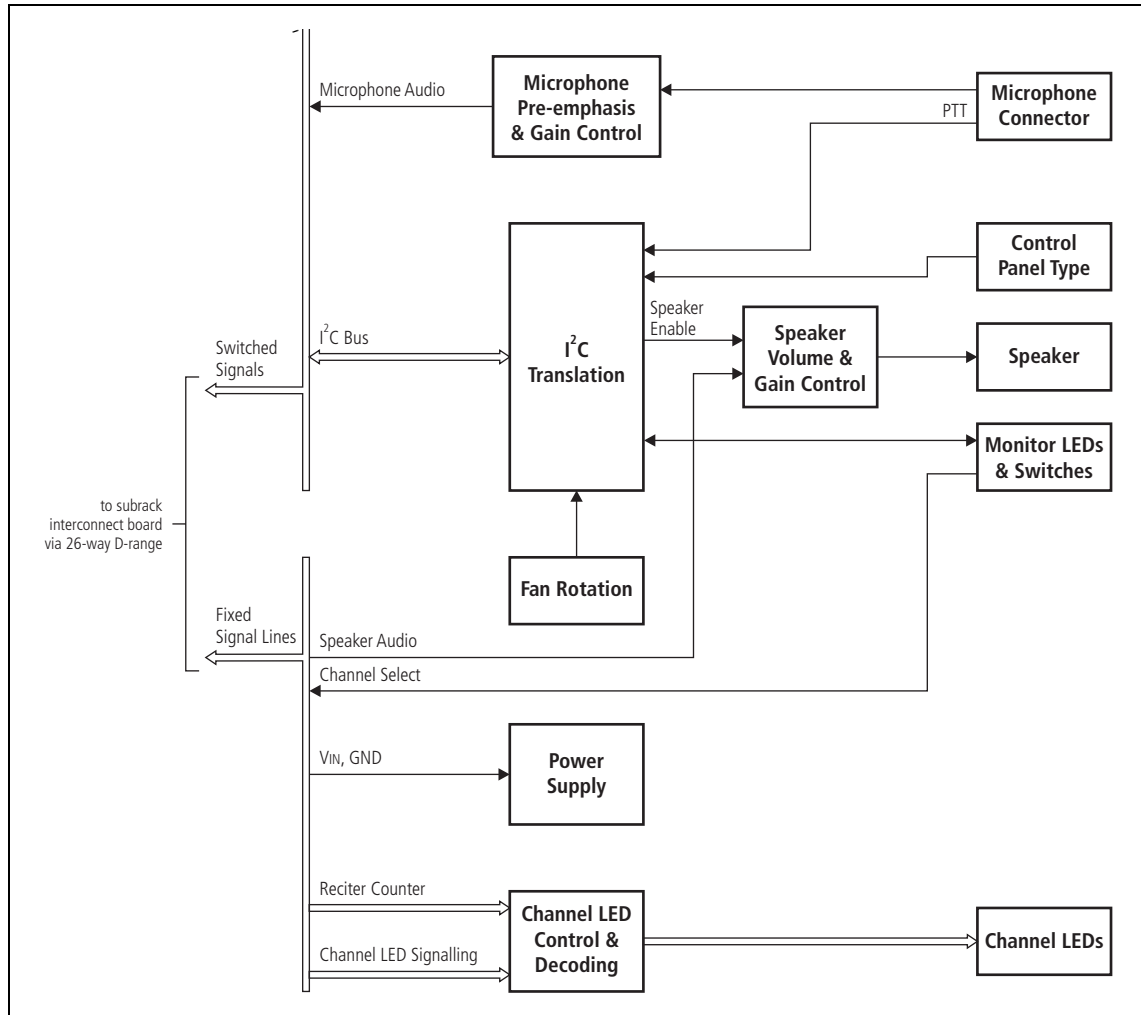 Microphone Audio
Microphone
Pre-emphasis
& Gain Control
PTT
Microphone
Connector
Control
Panel Type
Switched
Signals
I²C Bus
I²C
Translation
Speaker
Enable
Speaker
Volume &
Gain Control
Speaker
Monitor LEDs
& Switches
to subrack
interconnect board
via 26-way D-range
Fan Rotation
Fixed
Signal Lines
Speaker Audio
Channel Select
VIN, GND
Power
Supply
Reciter Counter
Channel LED Signalling
Channel LED
Control &
Decoding
Channel LEDs